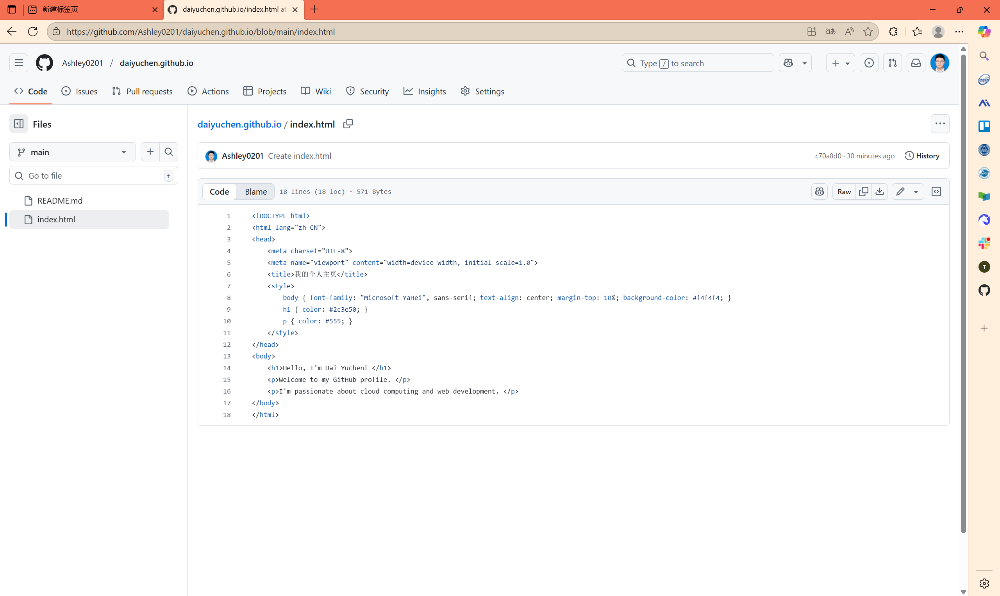 新建标签页
daiyuchen.github.io/index.html at
https://github.com/Ashley0201/daiyuchen.github.io/blob/main/index.html
Ashley0201 / daiyuchen.github.io
Type / to search
Code
Issues
Pull requests
Actions
Projects
Wiki
Security
Insights
Settings
Files
main
Go to file
t
README.md
index.html
daiyuchen.github.io / index.html
Ashley0201 Create index.html
c70a8d0 · 30 minutes ago
History
Code
Blame
18 lines (18 loc) · 571 Bytes
Raw
1 <!DOCTYPE html>
2 <html lang="zh-CN">
3 <head>
4     <meta charset="UTF-8">
5     <meta name="viewport" content="width=device-width, initial-scale=1.0">
6     <title>我的个人主页</title>
7     <style>
8         body { font-family: "Microsoft YaHei", sans-serif; text-align: center; margin-top: 10%; background-color: #f4f4f4; }
9         h1 { color: #2c3e50; }
10         p { color: #555; }
11     </style>
12 </head>
13 <body>
14     <h1>Hello, I'm Dai Yuchen! </h1>
15     <p>Welcome to my GitHub profile. </p>
16     <p>I'm passionate about cloud computing and web development. </p>
17 </body>
18 </html>
T